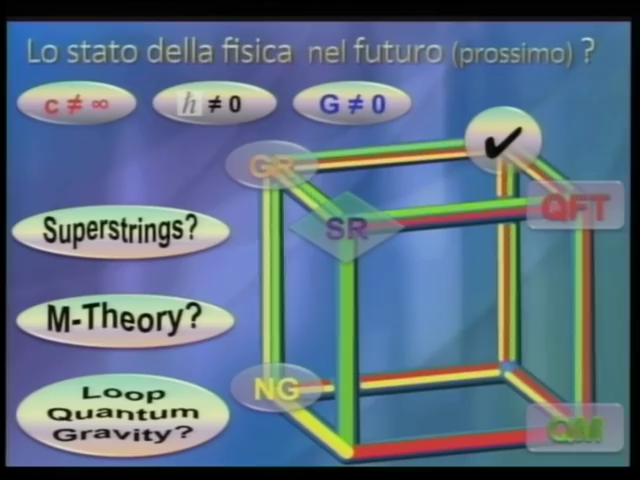 Lo stato della fisica nel futuro (prossimo) ?
c ≠ ∞
ℏ ≠ 0
G ≠ 0
GR
✔
QFT
SR
Superstrings?
M-Theory?
NG
Loop
Quantum
Gravity?
QM